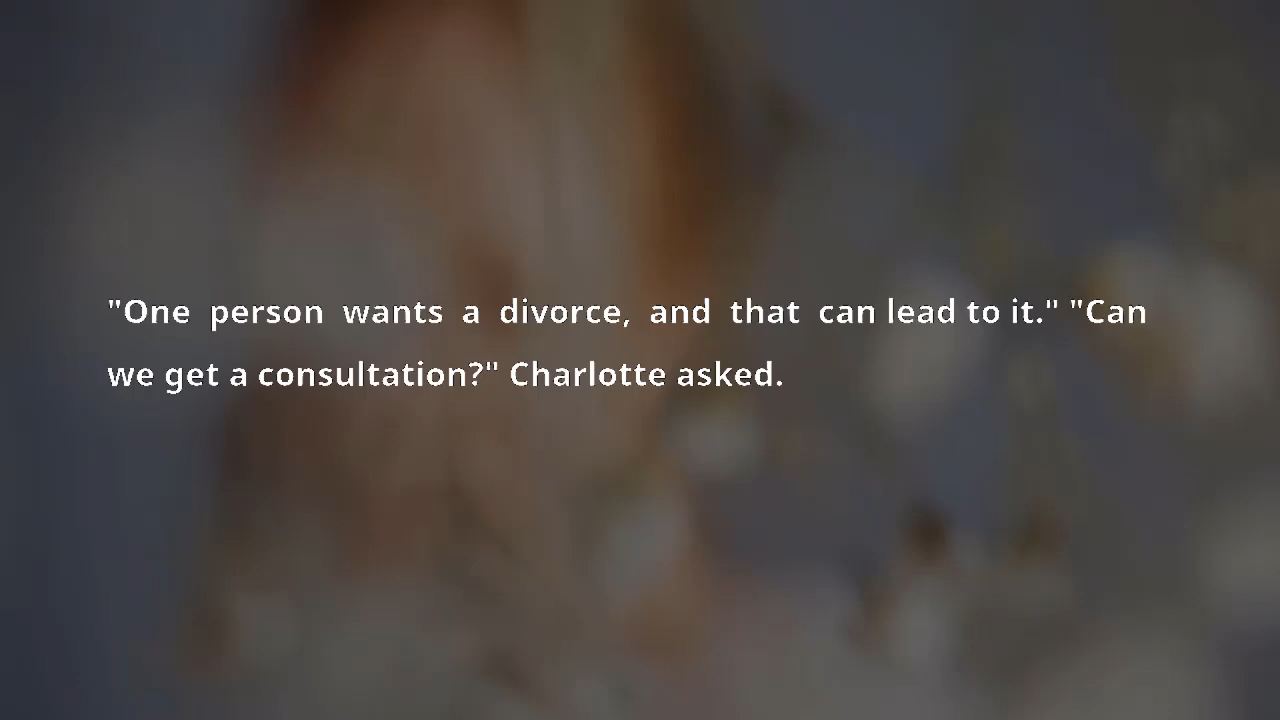 "One person wants a divorce, and that can lead to it." "Can
we get a consultation?" Charlotte asked.